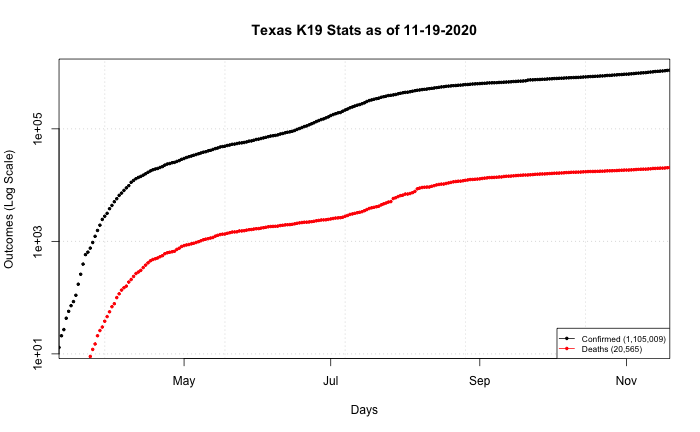 Texas K19 Stats as of 11-19-2020
Outcomes (Log Scale)
1e+05
1e+03
1e+01
Confirmed (1,105,009)
Deaths (20,565)
May Jul Sep Nov
Days